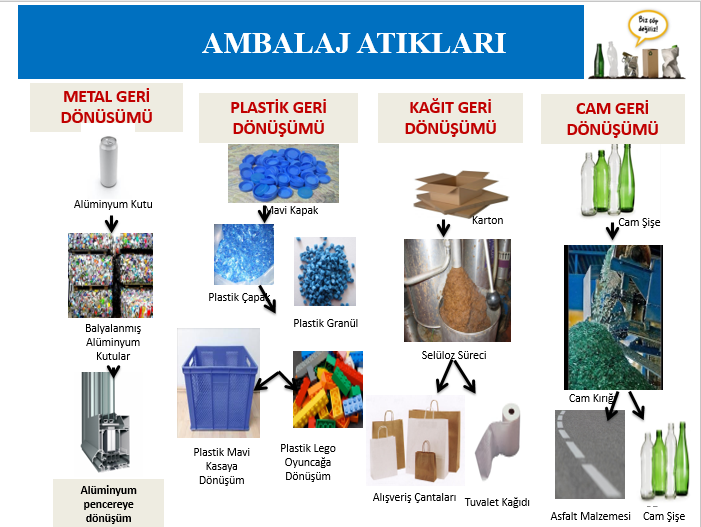 AMBALAJ ATIKLARI
Biz çöp
değiliz!
METAL GERİ
DÖNÜSÜMÜ
Alüminyum Kutu
Balyalanmış
Alüminyum
Kutular
Alüminyum
pencereye
dönüşüm
PLASTİK GERİ
DÖNÜŞÜMÜ
Mavi Kapak
Plastik Çapak
Plastik Granül
Plastik Mavi
Kasaya
Dönüşüm
Plastik Lego
Oyuncağa
Dönüşüm
KAĞIT GERİ
DÖNÜŞÜMÜ
Karton
Selüloz Süreci
Alışveriş Çantaları
Tuvalet Kağıdı
CAM GERİ
DÖNÜŞÜMÜ
Cam Şişe
Cam Kırığı
Asfalt Malzemesi
Cam Şişe